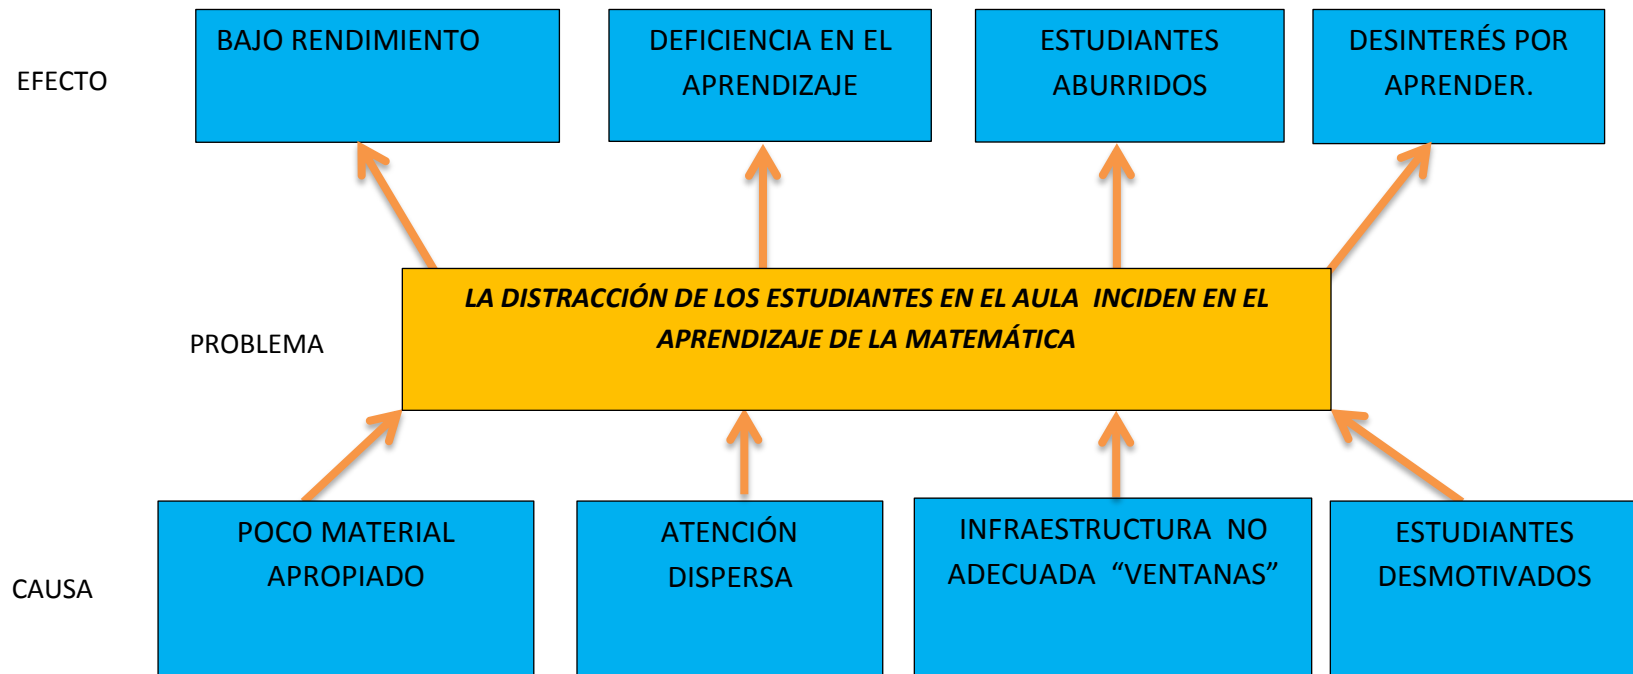 BAJO RENDIMIENTO
DEFICIENCIA EN EL
APRENDIZAJE
ESTUDIANTES
ABURRIDOS
DESINTERÉS POR
APRENDER.
EFECTO
LA DISTRACCIÓN DE LOS ESTUDIANTES EN EL AULA INCIDEN EN EL
APRENDIZAJE DE LA MATEMÁTICA
PROBLEMA
POCO MATERIAL
APROPIADO
ATENCIÓN
DISPERSA
INFRAESTRUCTURA NO
ADECUADA “VENTANAS”
ESTUDIANTES
DESMOTIVADOS
CAUSA